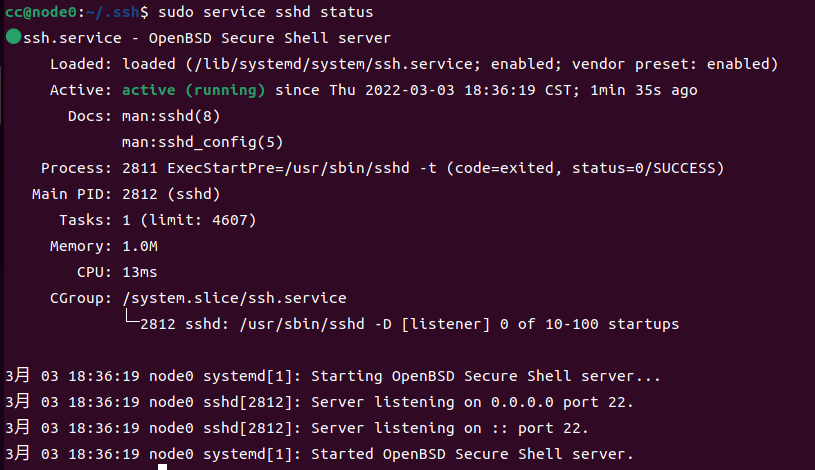 cc@node0:~/.ssh$ sudo service sshd status
ssh.service - OpenBSD Secure Shell server
Loaded: loaded (/lib/systemd/system/ssh.service; enabled; vendor preset: enabled)
Active: active (running) since Thu 2022-03-03 18:36:19 CST; 1min 35s ago
Docs: man:sshd(8)
man:sshd_config(5)
Process: 2811 ExecStartPre=/usr/sbin/sshd -t (code=exited, status=0/SUCCESS)
Main PID: 2812 (sshd)
Tasks: 1 (limit: 4607)
Memory: 1.0M
CPU: 13ms
CGroup: /system.slice/ssh.service
└─2812 sshd: /usr/sbin/sshd -D [listener] 0 of 10-100 startups
3月 03 18:36:19 node0 systemd[1]: Starting OpenBSD Secure Shell server...
3月 03 18:36:19 node0 sshd[2812]: Server listening on 0.0.0.0 port 22.
3月 03 18:36:19 node0 sshd[2812]: Server listening on :: port 22.
3月 03 18:36:19 node0 systemd[1]: Started OpenBSD Secure Shell server.